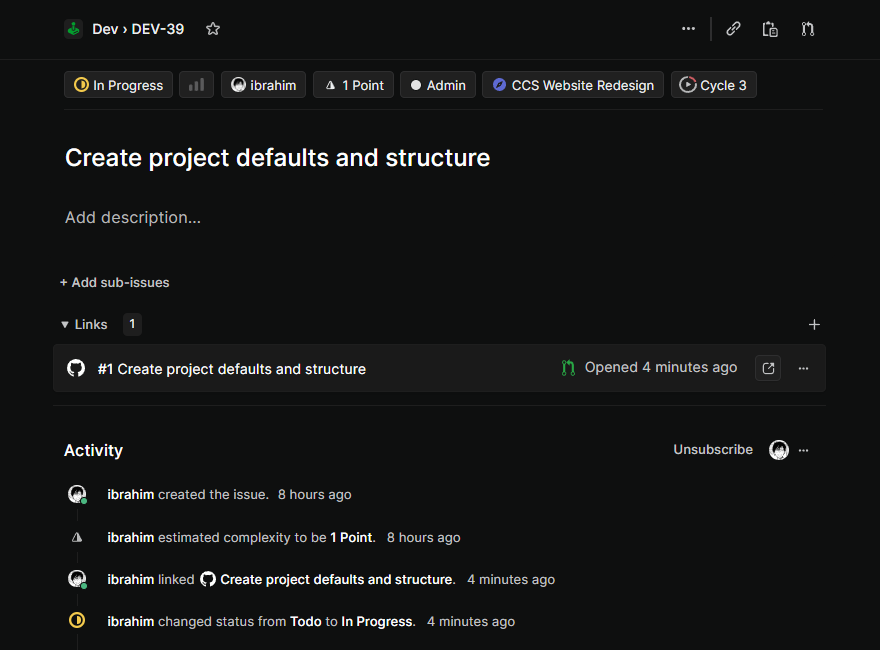 Dev › DEV-39
In Progress ibrahim 1 Point Admin CCS Website Redesign Cycle 3
Create project defaults and structure
Add description...
+ Add sub-issues
Links 1
#1 Create project defaults and structure Opened 4 minutes ago
Activity Unsubscribe
ibrahim created the issue. 8 hours ago
ibrahim estimated complexity to be 1 Point. 8 hours ago
ibrahim linked Create project defaults and structure. 4 minutes ago
ibrahim changed status from Todo to In Progress. 4 minutes ago